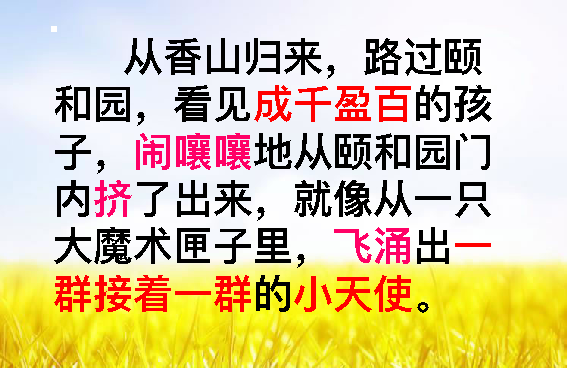 从香山归来，路过颐
和园，看见成千盈百的孩
子，闹嚷嚷地从颐和园门
内挤了出来，就像从一只
大魔术匣子里，飞涌出一
群接着一群的小天使。